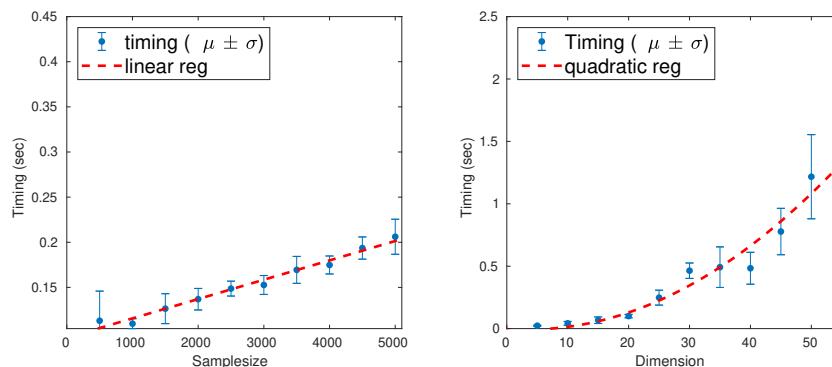 0.45
0.4
0.35
0.3
0.25
0.2
0.15
Timing (sec)
timing ( μ ± σ)
linear reg
0 1000 2000 3000 4000 5000
Samplesize
2.5
2
1.5
1
0.5
0
Timing (sec)
Timing ( μ ± σ)
quadratic reg
0 10 20 30 40 50
Dimension